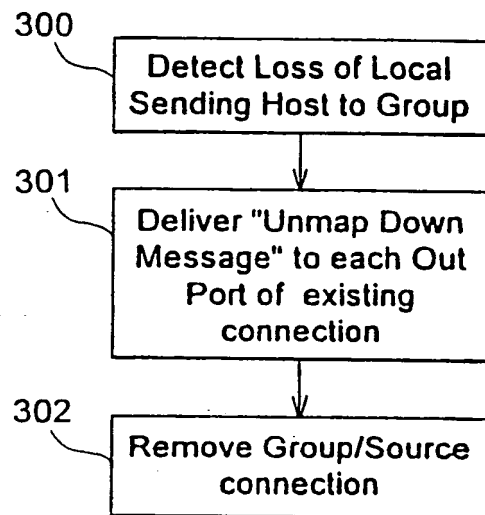 300
Detect Loss of Local
Sending Host to Group
301
Deliver "Unmap Down
Message" to each Out
Port of existing
connection
302
Remove Group/Source
connection